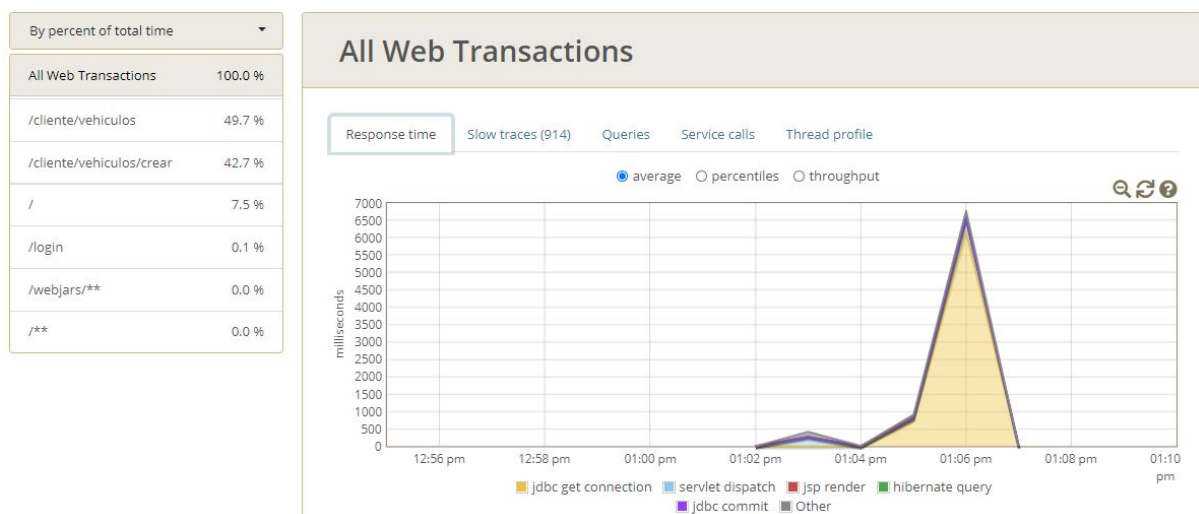 By percent of total time
All Web Transactions 100.0 %
/cliente/vehiculos 49.7 %
/cliente/vehiculos/crear 42.7 %
/ 7.5 %
/login 0.1 %
/webjars/** 0.0 %
/** 0.0 %
All Web Transactions
Response time Slow traces (914) Queries Service calls Thread profile
average percentiles throughput
7000
6500
6000
5500
5000
4500
4000
3500
3000
2500
2000
1500
1000
500
0
milliseconds
12:56 pm 12:58 pm 01:00 pm 01:02 pm 01:04 pm 01:06 pm 01:08 pm 01:10
pm
jdbc get connection servlet dispatch jsp render hibernate query
jdbc commit Other